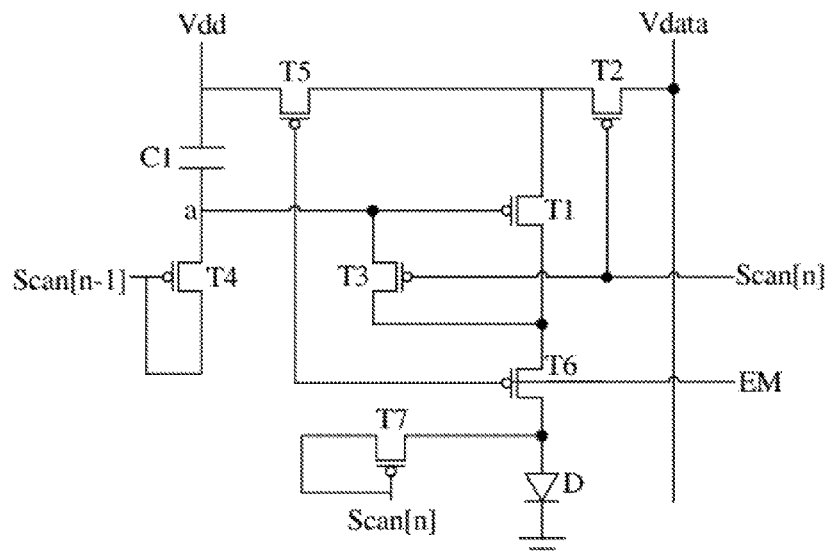 Vdd
Vdata
T5
T2
C1
a
T1
Scan[n-1]
T4
T3
Scan[n]
T6
EM
T7
D
Scan[n]